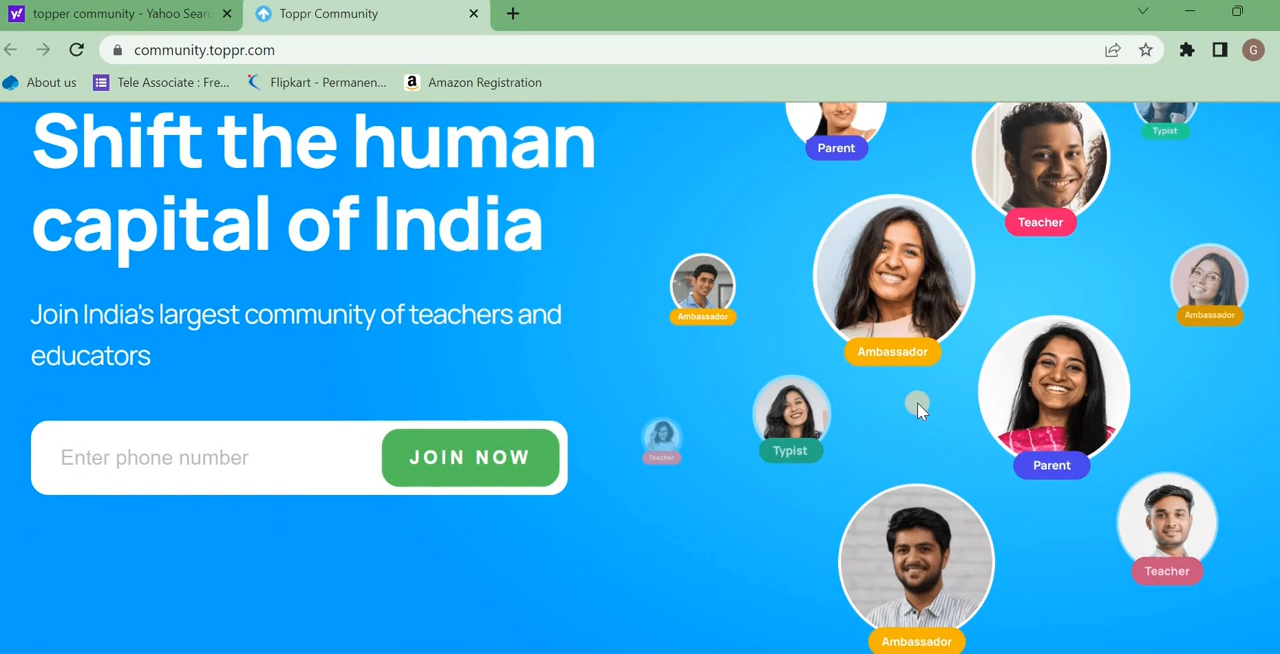 topper community - Yahoo Sear
Toppr Community
community.toppr.com
G
About us
Tele Associate : Fre...
Flipkart - Permanen...
Amazon Registration
Shift the human
capital of India
Join India's largest community of teachers and
educators
Enter phone number
JOIN NOW
Parent
Typist
Teacher
Ambassador
Ambassador
Ambassador
Typist
Teacher
Parent
Teacher
Ambassador